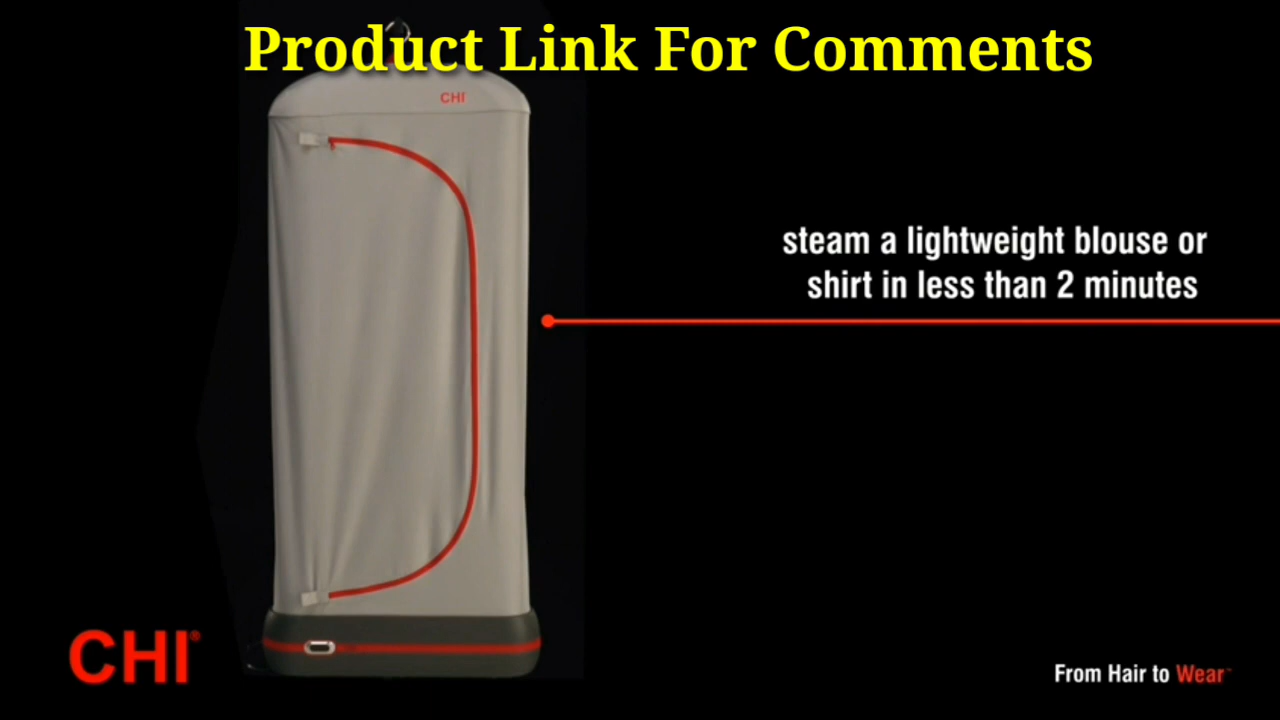 Product Link For Comments
CHI
steam a lightweight blouse or
shirt in less than 2 minutes
CHI®
From Hair to Wear™